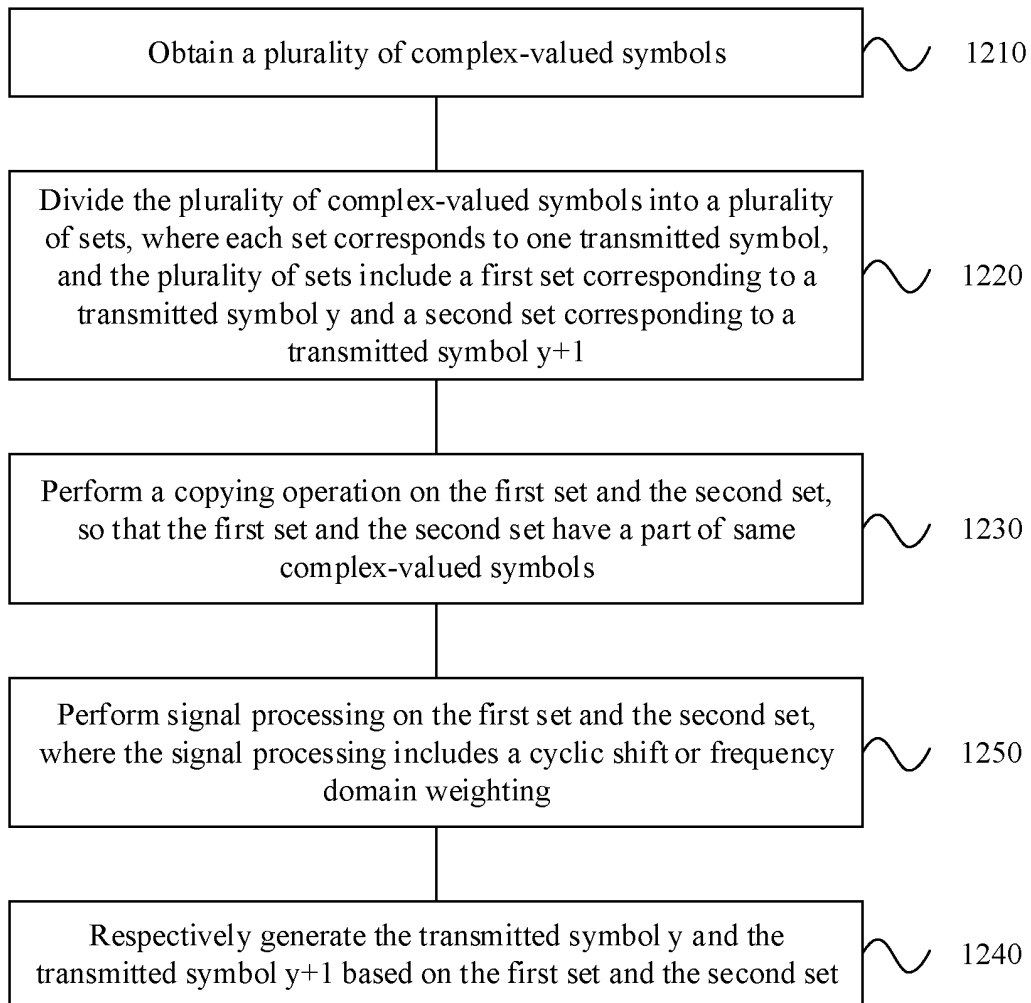 Obtain a plurality of complex-valued symbols
1210
Divide the plurality of complex-valued symbols into a plurality
of sets, where each set corresponds to one transmitted symbol,
and the plurality of sets include a first set corresponding to a
transmitted symbol y and a second set corresponding to a
transmitted symbol y+1
1220
Perform a copying operation on the first set and the second set,
so that the first set and the second set have a part of same
complex-valued symbols
1230
Perform signal processing on the first set and the second set,
where the signal processing includes a cyclic shift or frequency
domain weighting
1250
Respectively generate the transmitted symbol y and the
transmitted symbol y+1 based on the first set and the second set
1240